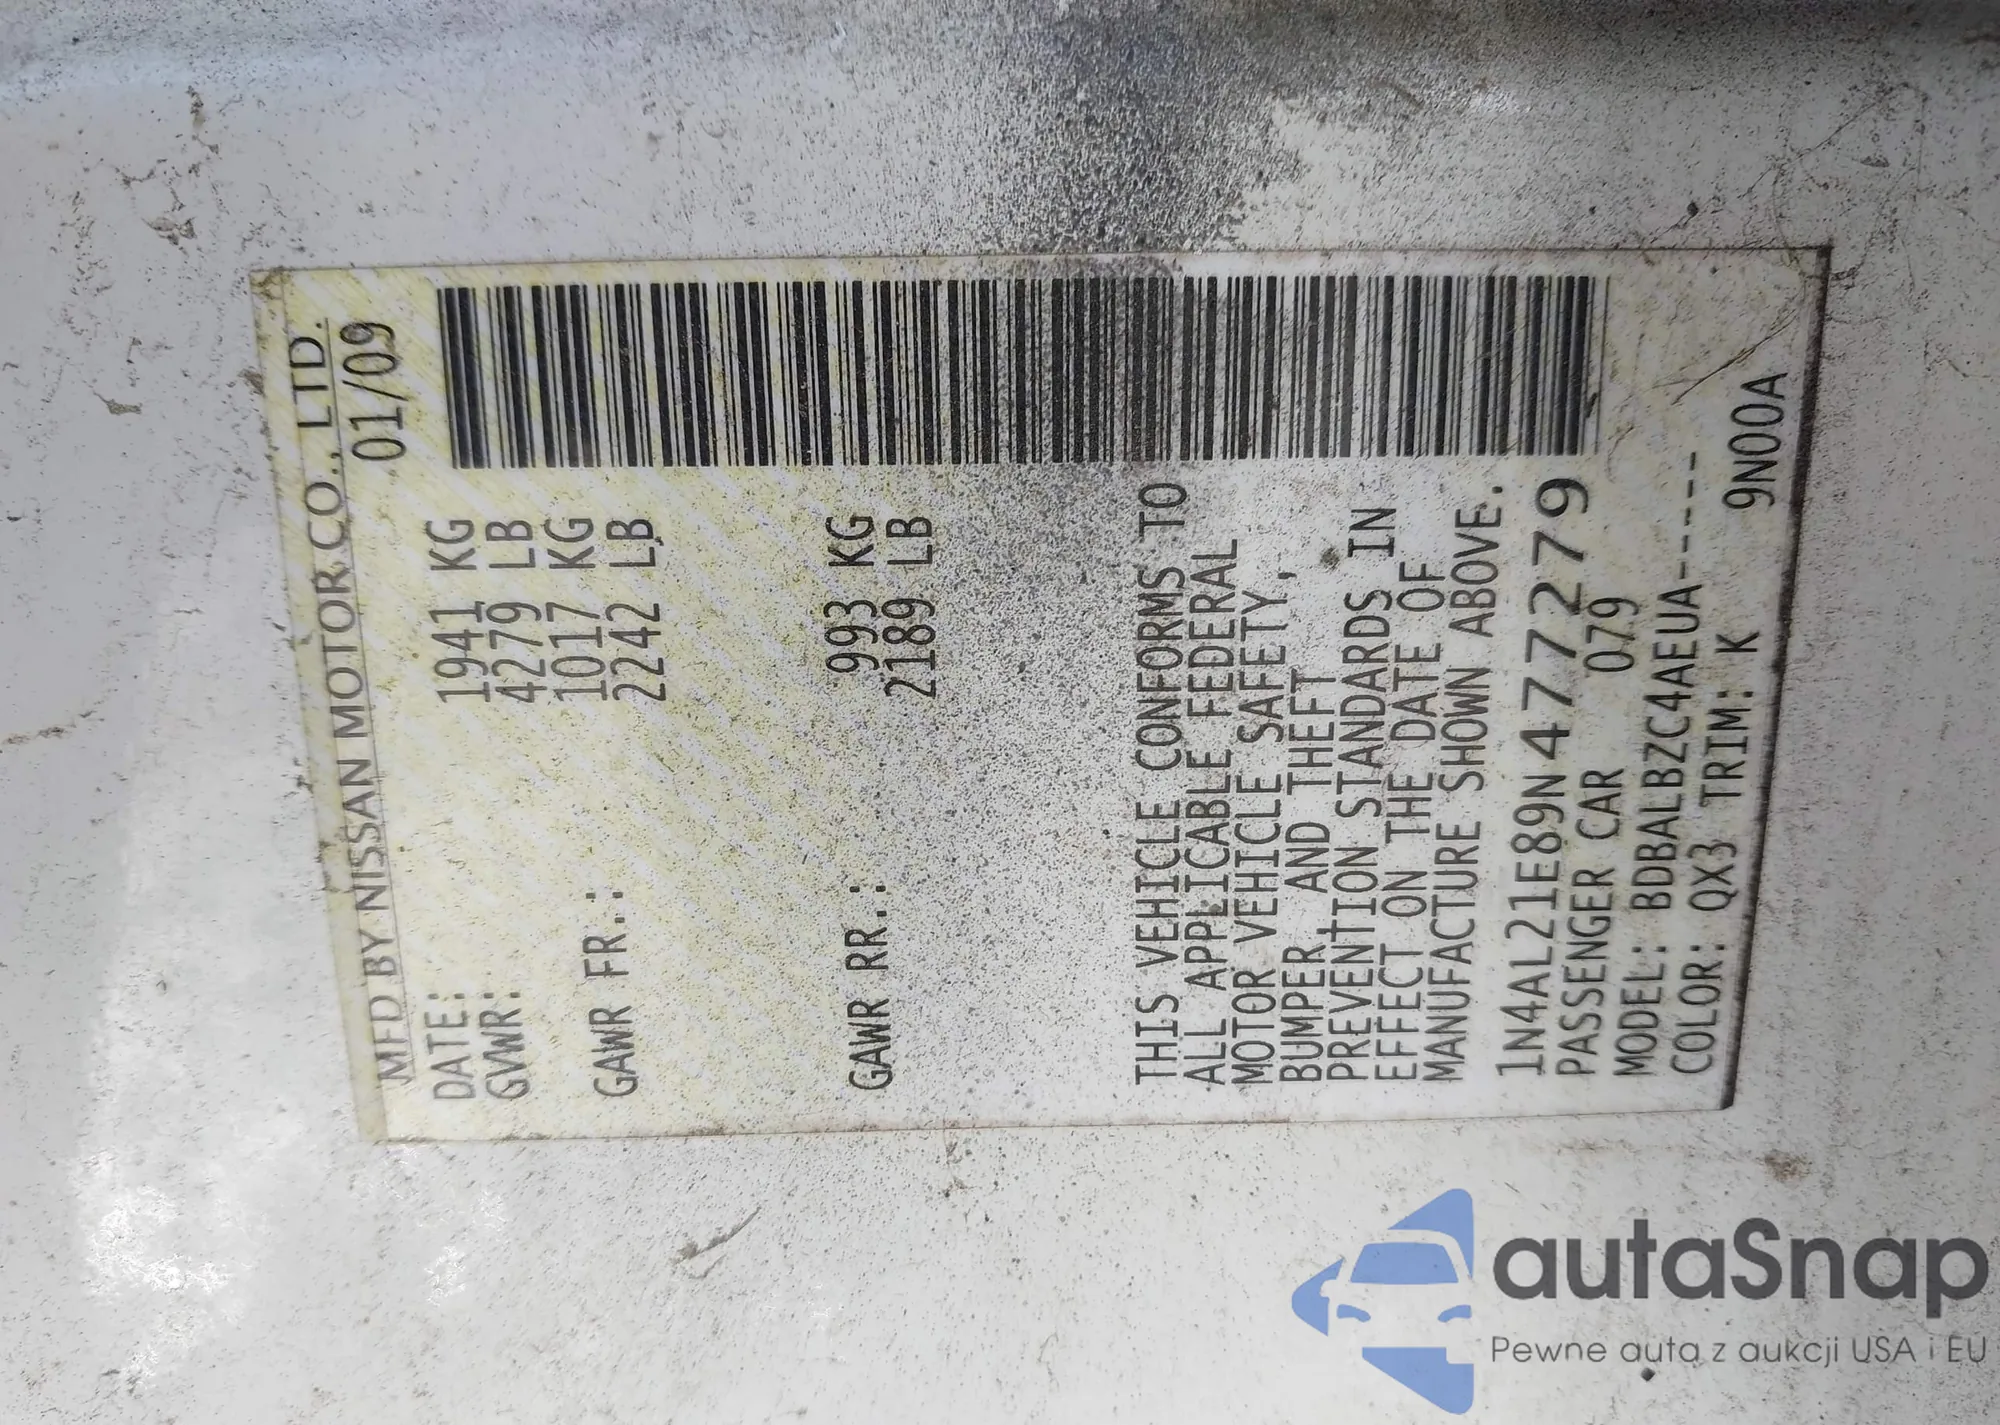 MFD BY NISSAN MOTOR CO., LTD.
DATE: 01/09
GVWR: 1941 KG
4279 LB
GAWR FR.: 1017 KG
2242 LB
GAWR RR.: 993 KG
2189 LB
THIS VEHICLE CONFORMS TO
ALL APPLICABLE FEDERAL
MOTOR VEHICLE SAFETY,
BUMPER, AND THEFT
PREVENTION STANDARDS IN
EFFECT ON THE DATE OF
MANUFACTURE SHOWN ABOVE.
1N4AL21E89N477279
PASSENGER CAR 079
MODEL: BDBALBZC4AEUA-----
COLOR: QX3 TRIM: K 9N00A
autaSnap
Pewne auta z aukcji USA i EU